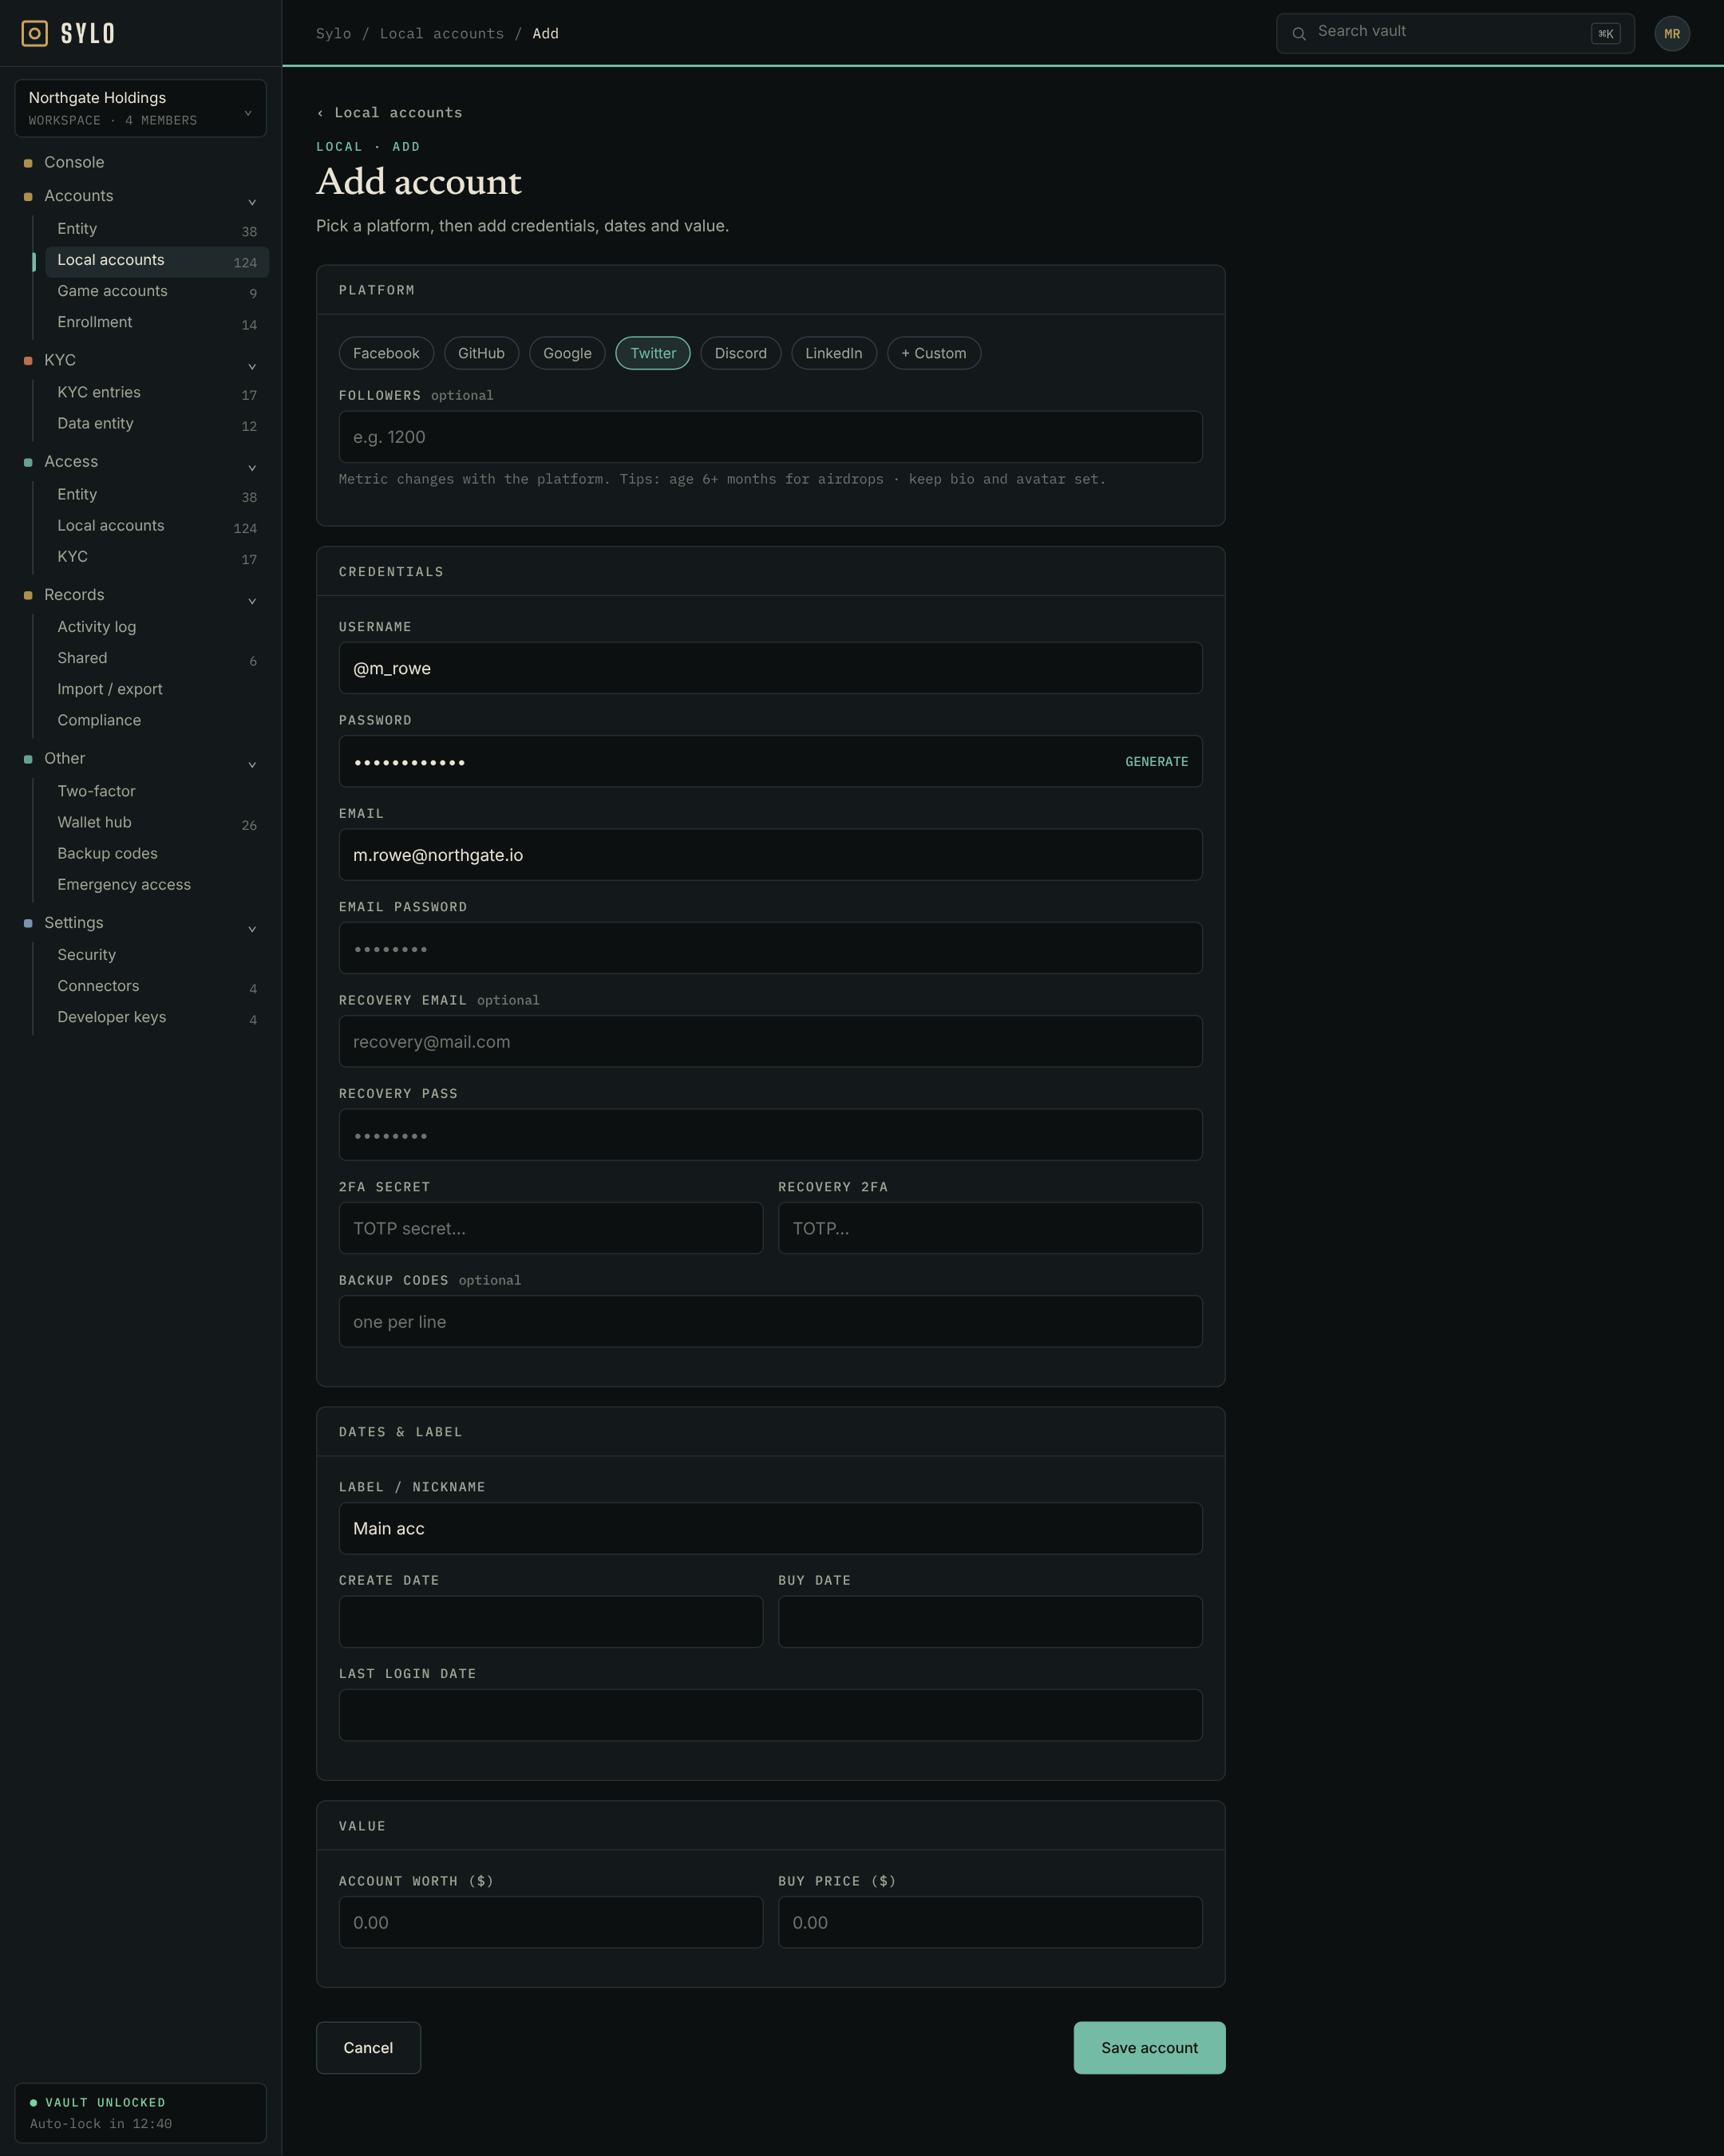 SYLO
Northgate Holdings
WORKSPACE · 4 MEMBERS
Console
Accounts
Entity 38
Local accounts 124
Game accounts 9
Enrollment 14
KYC
KYC entries 17
Data entity 12
Access
Entity 38
Local accounts 124
KYC 17
Records
Activity log
Shared 6
Import / export
Compliance
Other
Two-factor
Wallet hub 26
Backup codes
Emergency access
Settings
Security
Connectors 4
Developer keys 4
VAULT UNLOCKED
Auto-lock in 12:40
Sylo / Local accounts / Add
Search vault ⌘K
MR
‹ Local accounts
LOCAL · ADD
Add account
Pick a platform, then add credentials, dates and value.
PLATFORM
Facebook GitHub Google Twitter Discord LinkedIn + Custom
FOLLOWERS optional
e.g. 1200
Metric changes with the platform. Tips: age 6+ months for airdrops · keep bio and avatar set.
CREDENTIALS
USERNAME
@m_rowe
PASSWORD
•••••••••••• GENERATE
EMAIL
m.rowe@northgate.io
EMAIL PASSWORD
••••••••
RECOVERY EMAIL optional
recovery@mail.com
RECOVERY PASS
••••••••
2FA SECRET RECOVERY 2FA
TOTP secret... TOTP...
BACKUP CODES optional
one per line
DATES & LABEL
LABEL / NICKNAME
Main acc
CREATE DATE BUY DATE
LAST LOGIN DATE
VALUE
ACCOUNT WORTH ($) BUY PRICE ($)
0.00 0.00
Cancel Save account